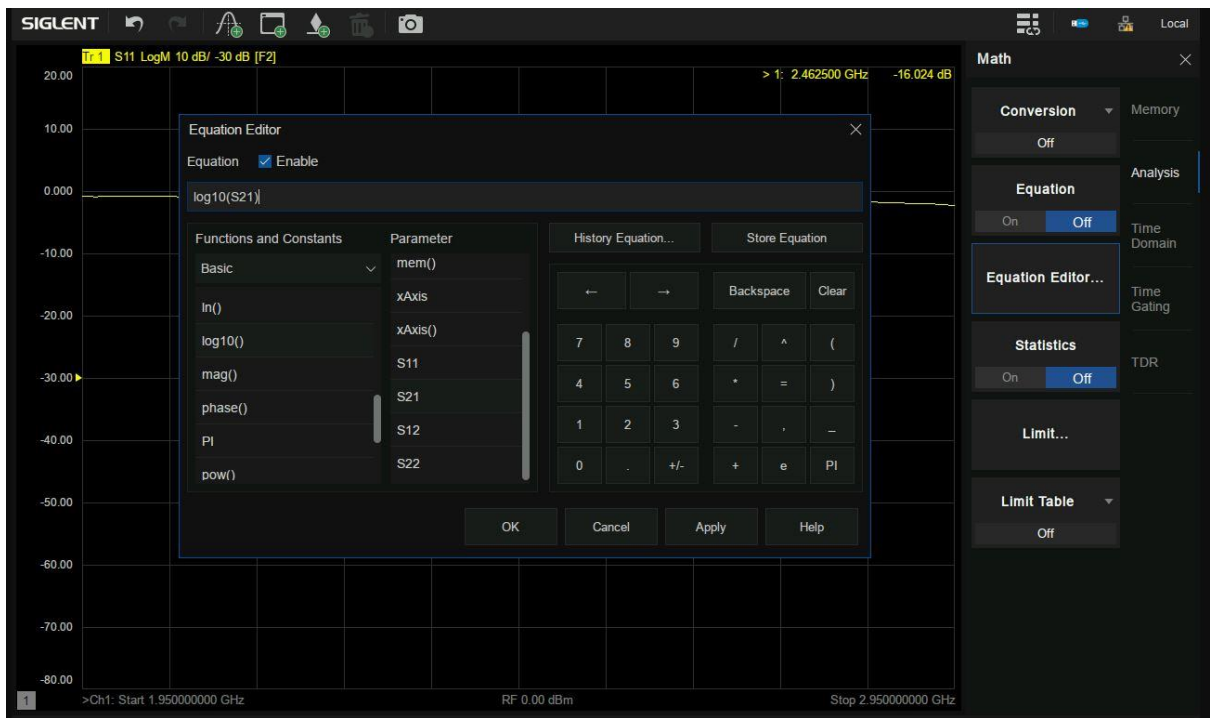 SIGLENT
Local
Tr 1 S11 LogM 10 dB/ -30 dB [F2]
> 1: 2.462500 GHz -16.024 dB
20.00
10.00
0.000
-10.00
-20.00
-30.00
-40.00
-50.00
-60.00
-70.00
-80.00
Equation Editor
Equation Enable
log10(S21)
Functions and Constants
Basic
ln()
log10()
mag()
phase()
PI
pow()
Parameter
mem()
xAxis
xAxis()
S11
S21
S12
S22
History Equation... Store Equation
← → Backspace Clear
7 8 9 / ^ (
4 5 6 * = )
1 2 3 - , _
0 . +/- + e PI
OK Cancel Apply Help
1 >Ch1: Start 1.950000000 GHz RF 0.00 dBm Stop 2.950000000 GHz
Math
Conversion
Off
Equation
On Off
Equation Editor...
Statistics
On Off
Limit...
Limit Table
Off
Memory
Analysis
Time
Domain
Time
Gating
TDR